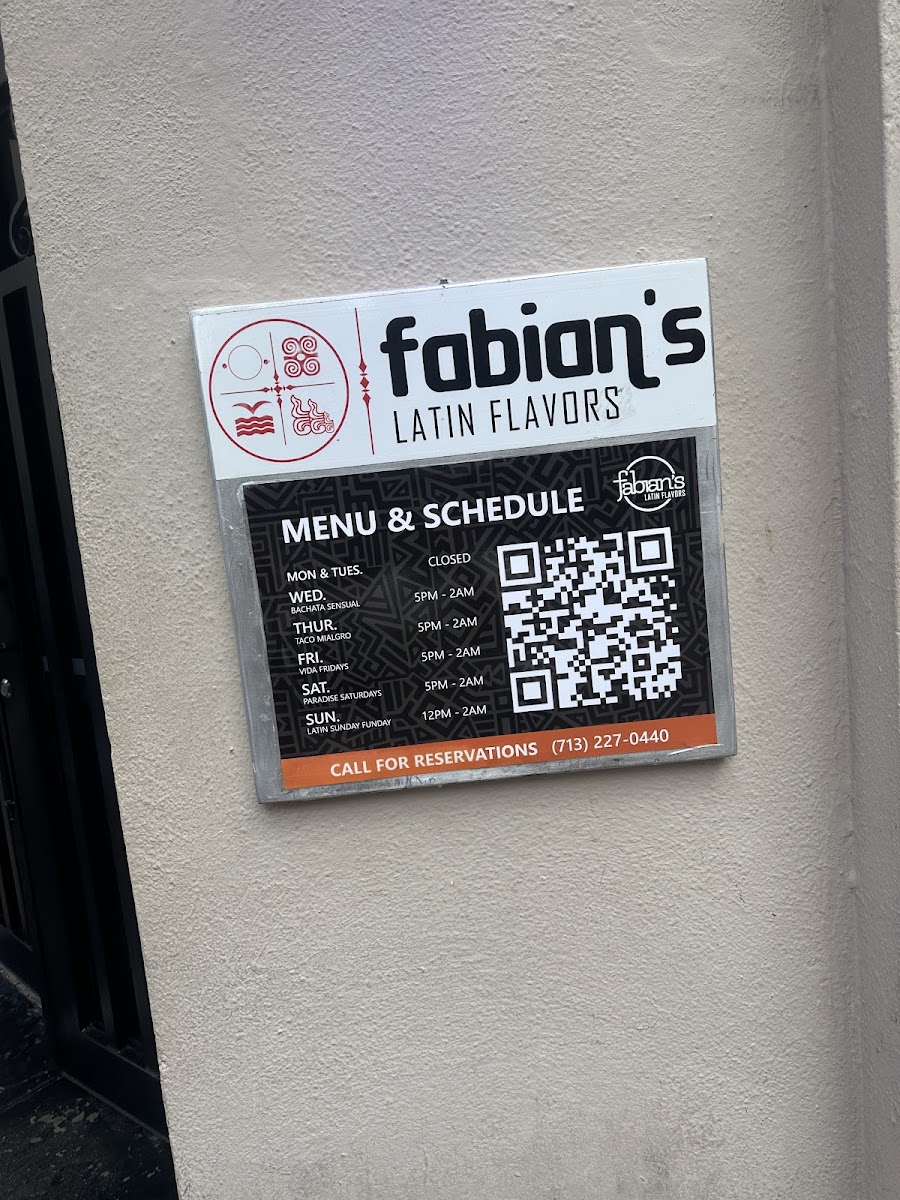 fabian's
LATIN FLAVORS
fabian's
LATIN FLAVORS
MENU & SCHEDULE
MON & TUES. CLOSED
WED. 5PM - 2AM
BACHATA SENSUAL
THUR. 5PM - 2AM
TACO MIALGRO
FRI. 5PM - 2AM
VIDA FRIDAYS
SAT. 5PM - 2AM
PARADISE SATURDAYS
SUN. 12PM - 2AM
LATIN SUNDAY FUNDAY
CALL FOR RESERVATIONS (713) 227-0440